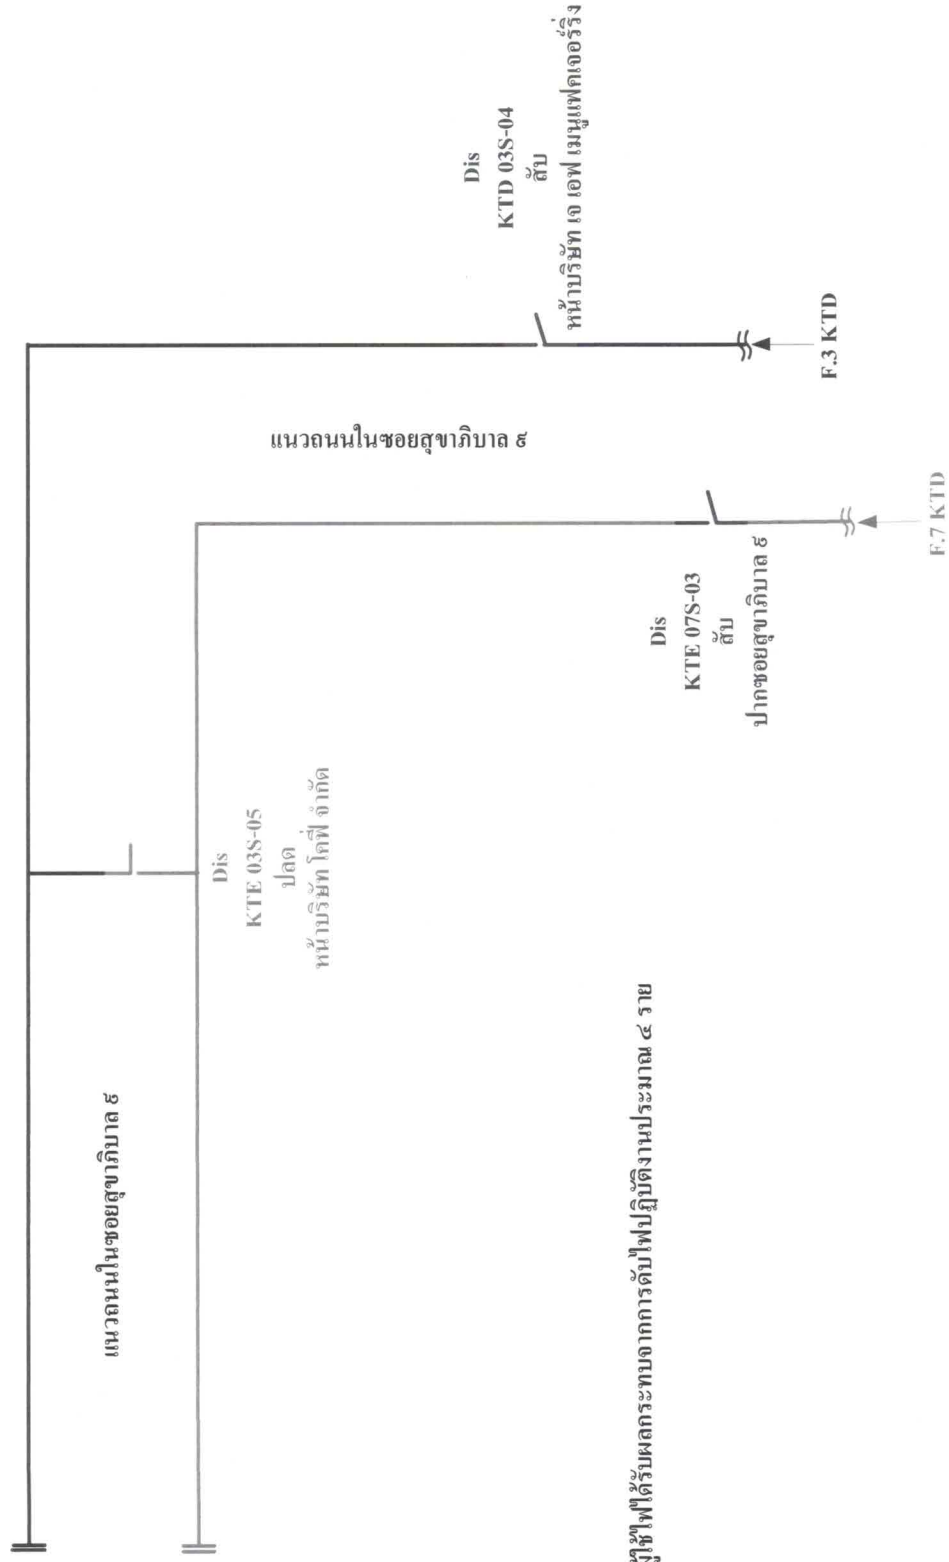 Dis
KTD 03S-04
สับ
หน้าบริษัท เจ เอฟ เมนูแฟคเจอร์ริ่ง
F.3 KTD
แนวถนนในซอยสุขาภิบาล ๕
Dis
KTE 07S-03
สับ
ปากซอยสุขาภิบาล ๕
F.7 KTD
Dis
KTE 03S-05
ปลด
หน้าบริษัท โคฟี่ จำกัด
แนวถนนในซอยสุขาภิบาล ๕
ผู้ใช้ไฟได้รับผลกระทบจากการดับไฟปฏิบัติงานประมาณ ๔ ราย